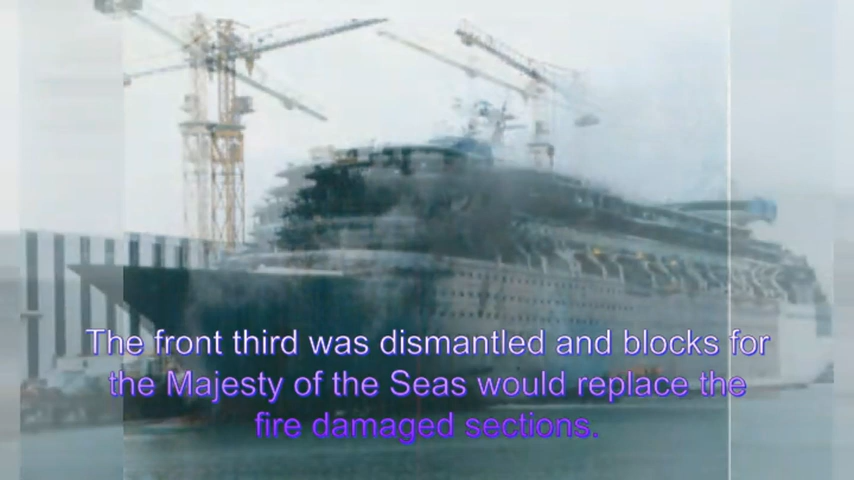 The front third was dismantled and blocks for
the Majesty of the Seas would replace the
fire damaged sections.